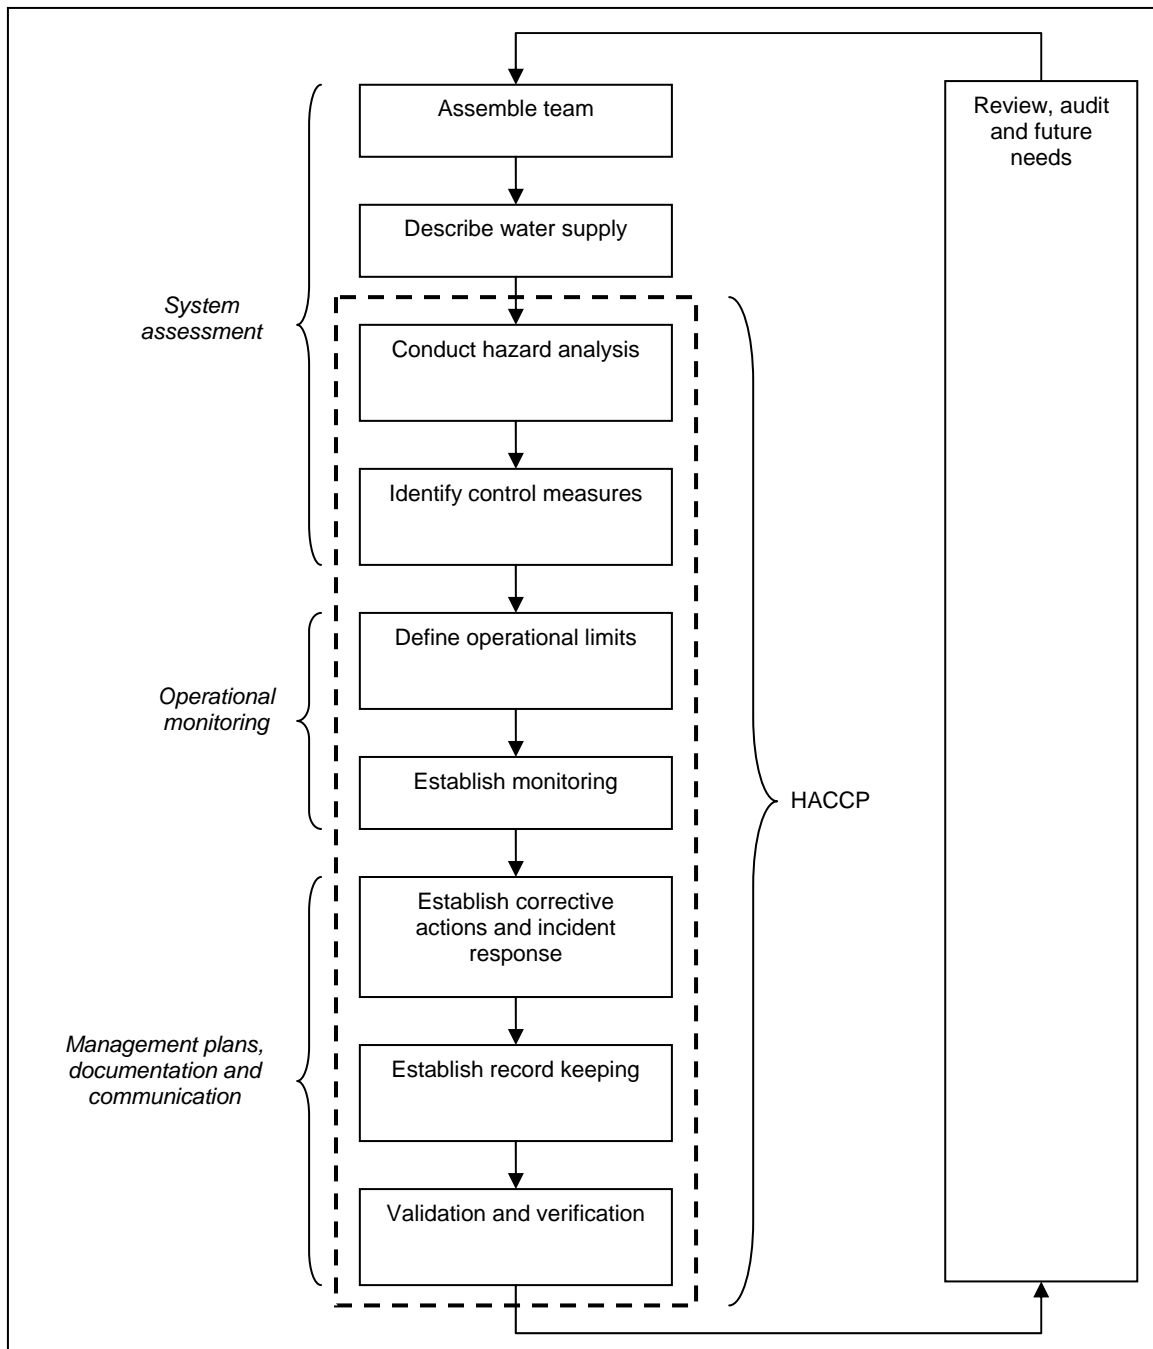 Assemble team
Review, audit
and future
needs
Describe water supply
System
assessment
Conduct hazard analysis
Identify control measures
Define operational limits
Operational
monitoring
Establish monitoring
HACCP
Establish corrective
actions and incident
response
Management plans,
documentation and
communication
Establish record keeping
Validation and verification